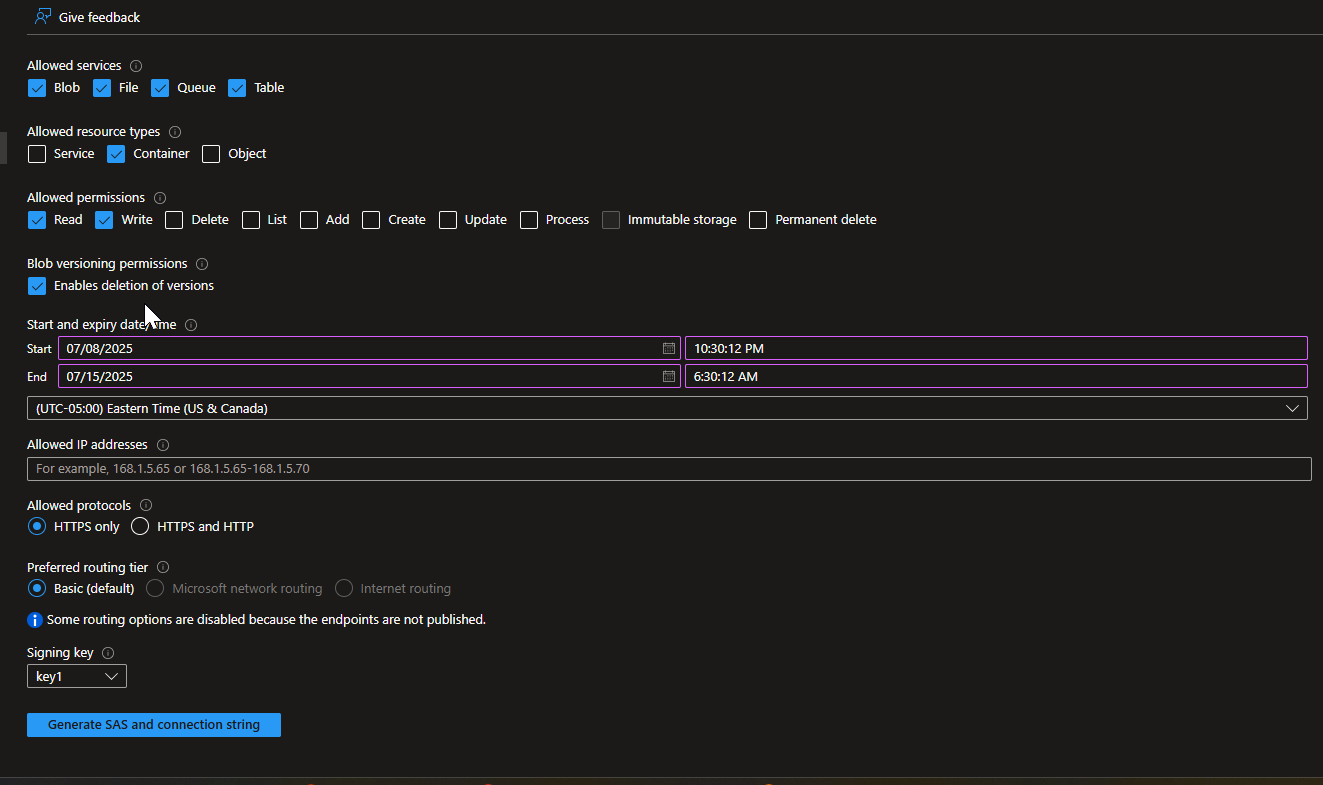 Give feedback
Allowed services
Blob File Queue Table
Allowed resource types
Service Container Object
Allowed permissions
Read Write Delete List Add Create Update Process Immutable storage Permanent delete
Blob versioning permissions
Enables deletion of versions
Start and expiry date/time
Start 07/08/2025 10:30:12 PM
End 07/15/2025 6:30:12 AM
(UTC-05:00) Eastern Time (US & Canada)
Allowed IP addresses
For example, 168.1.5.65 or 168.1.5.65-168.1.5.70
Allowed protocols
HTTPS only HTTPS and HTTP
Preferred routing tier
Basic (default) Microsoft network routing Internet routing
Some routing options are disabled because the endpoints are not published.
Signing key
key1
Generate SAS and connection string